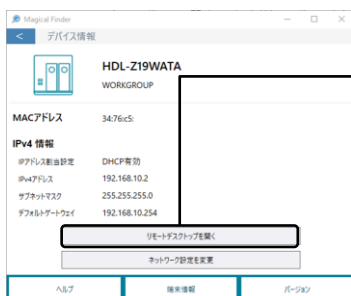 Magical Finder
< デバイス情報
HDL-Z19WATA
WORKGROUP
MACアドレス 34:76:c5:
IPv4 情報
IPアドレス割当設定 DHCP有効
IPv4アドレス 192.168.10.2
サブネットマスク 255.255.255.0
デフォルトゲートウェイ 192.168.10.254
リモートデスクトップを開く
ネットワーク設定を変更
ヘルプ 端末情報 バージョン